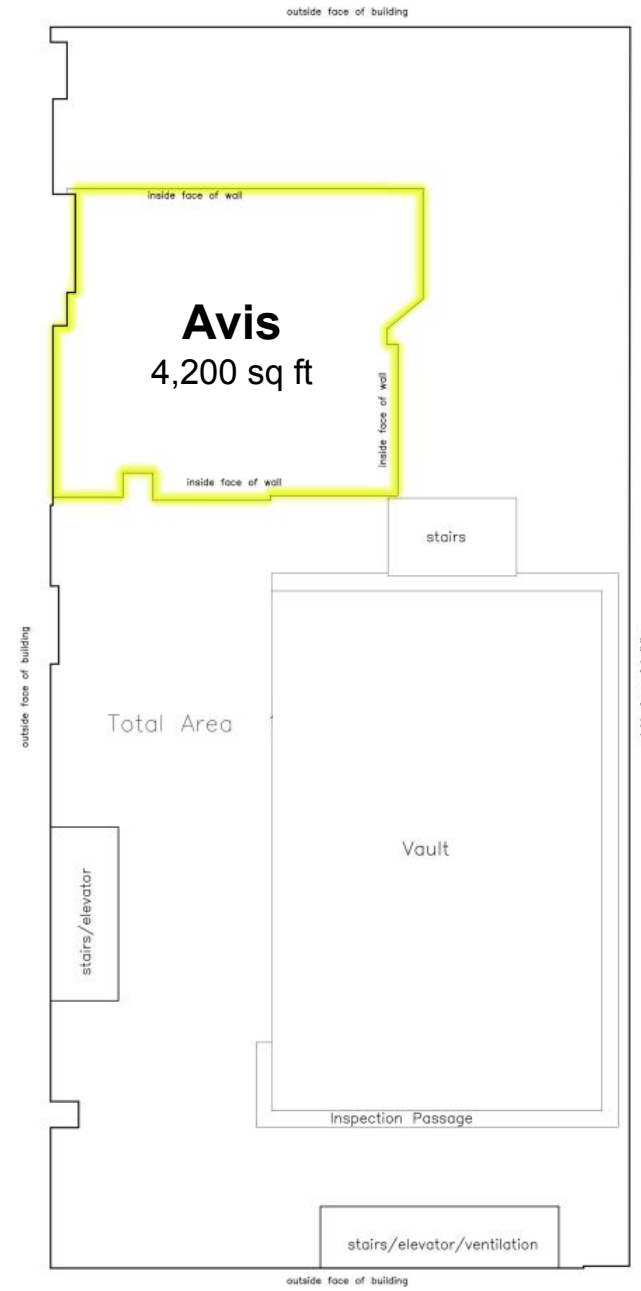 outside face of building
inside face of wall
Avis
4,200 sq ft
inside face of wall
inside face of wall
stairs
outside face of building
Total Area
Vault
stairs/elevator
Inspection Passage
stairs/elevator/ventilation
outside face of building